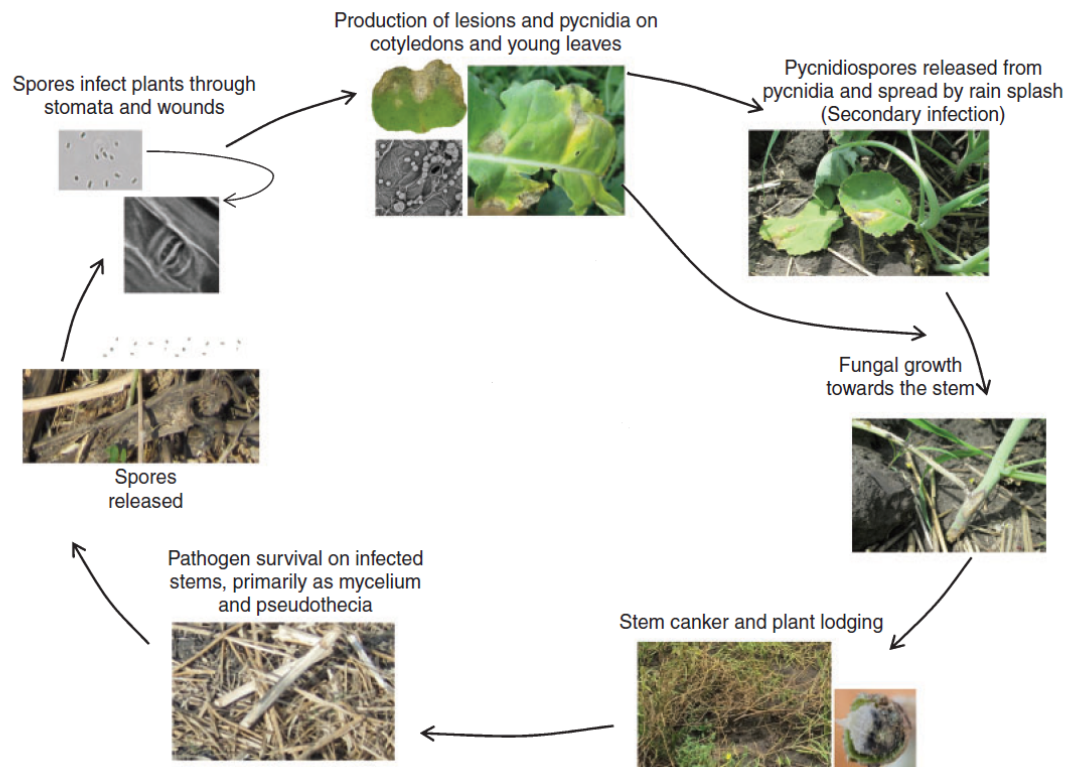 Production of lesions and pycnidia on
cotyledons and young leaves
Spores infect plants through
stomata and wounds
Pycnidiospores released from
pycnidia and spread by rain splash
(Secondary infection)
Fungal growth
towards the stem
Spores
released
Pathogen survival on infected
stems, primarily as mycelium
and pseudothecia
Stem canker and plant lodging